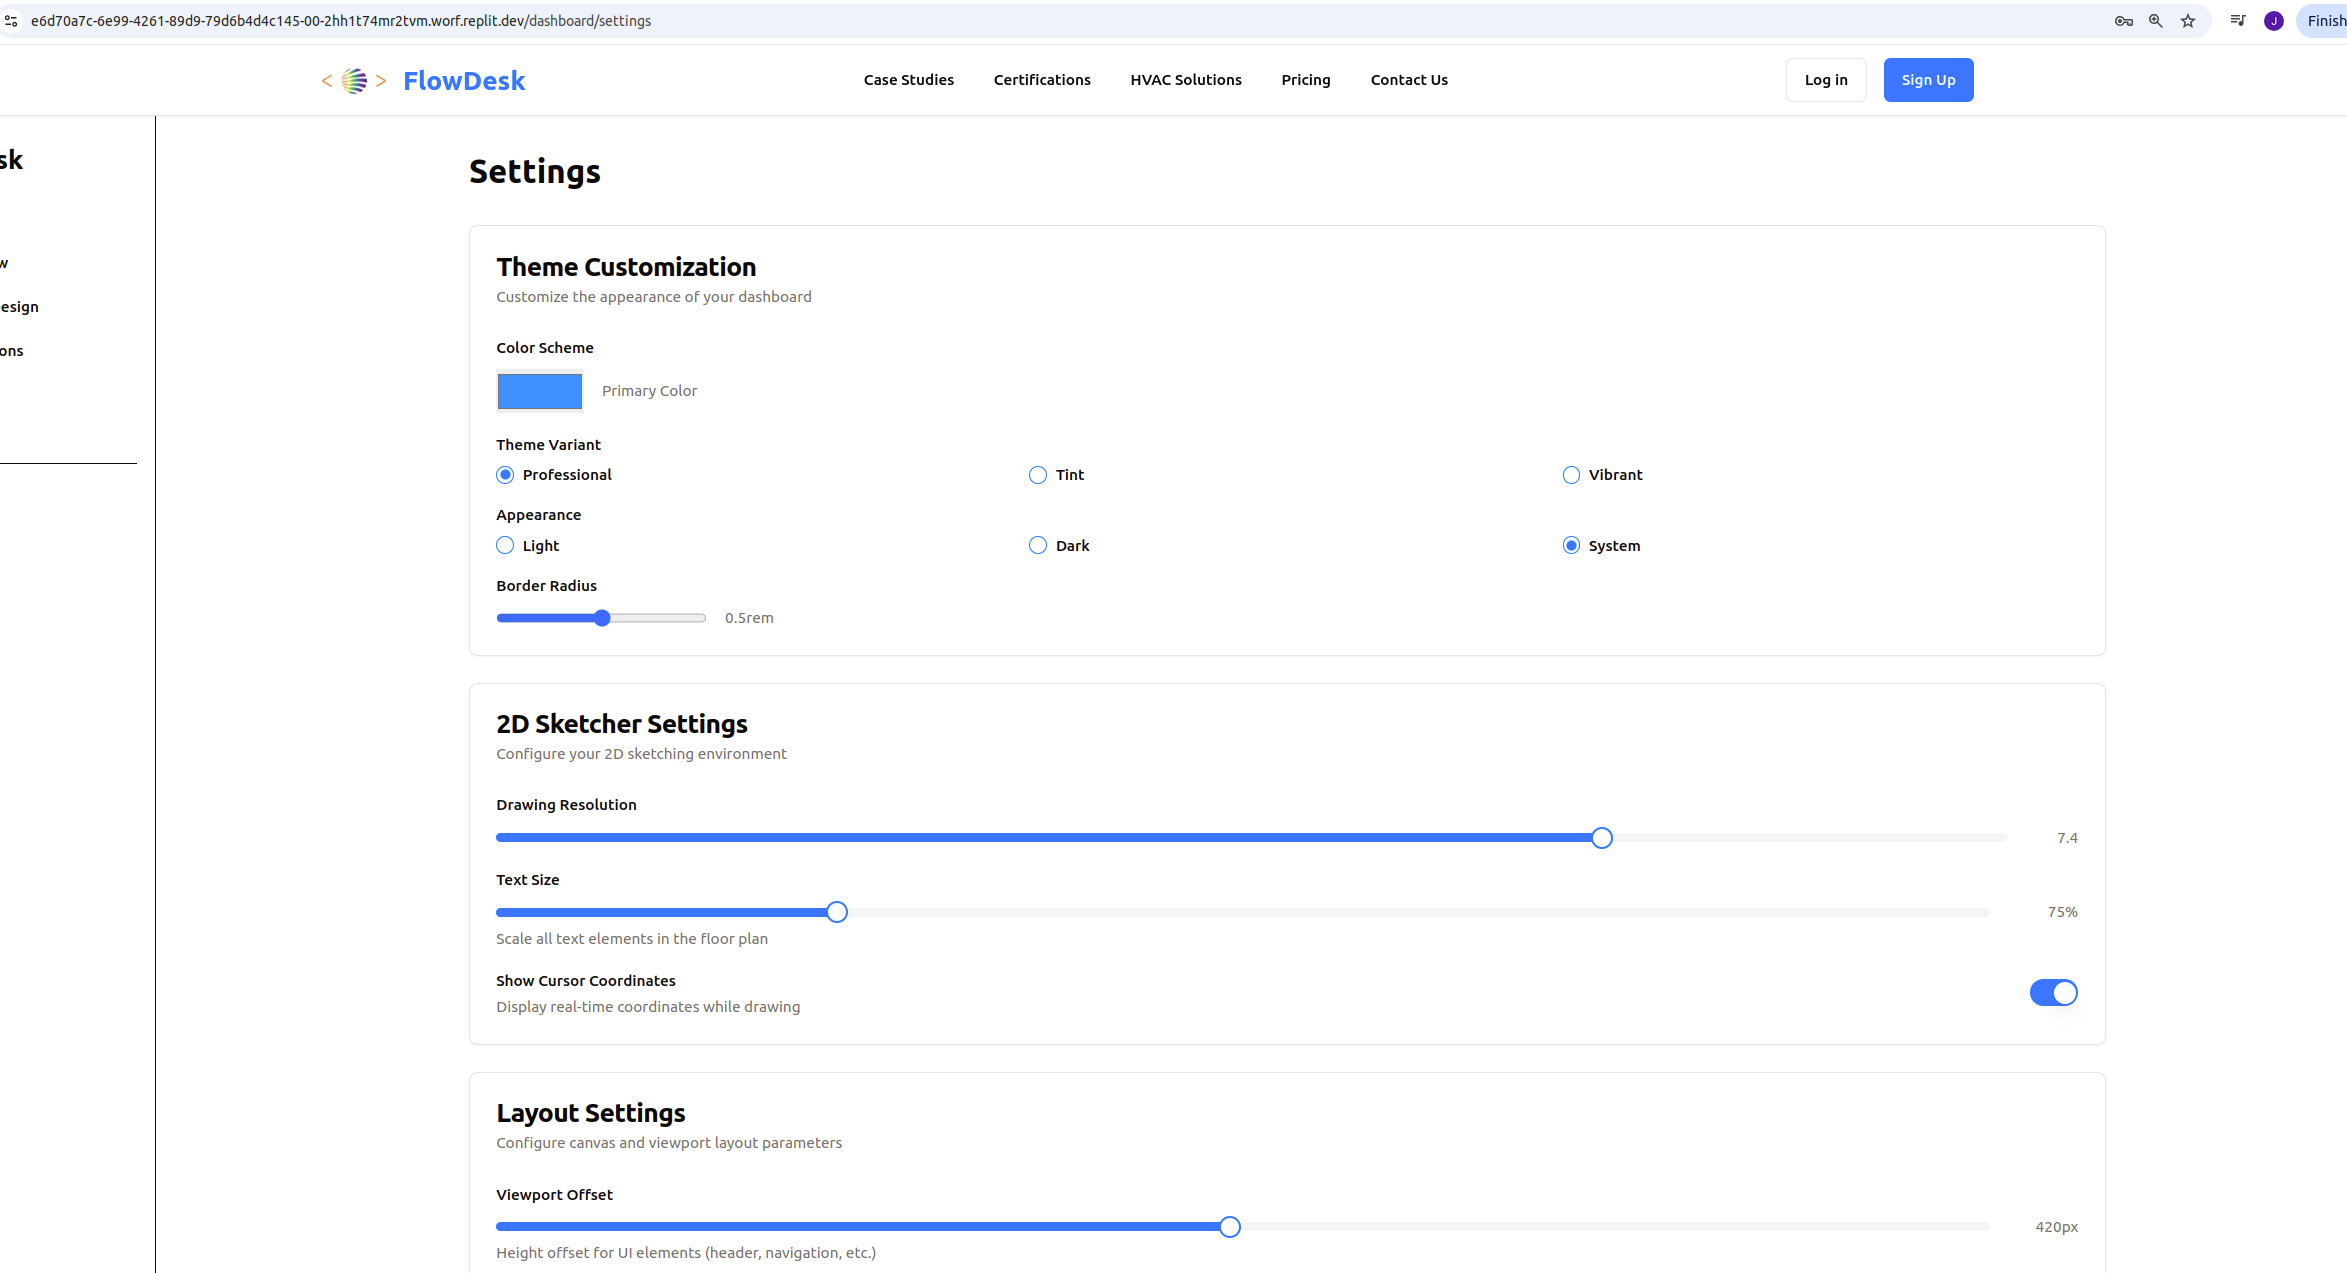 e6d70a7c-6e99-4261-89d9-79d6b4d4c145-00-2hh1t74mr2tvm.worf.replit.dev/dashboard/settings
J
Finish
< > FlowDesk
Case Studies
Certifications
HVAC Solutions
Pricing
Contact Us
Log in
Sign Up
sk
w
esign
ons
Settings
Theme Customization
Customize the appearance of your dashboard
Color Scheme
Primary Color
Theme Variant
Professional
Tint
Vibrant
Appearance
Light
Dark
System
Border Radius
0.5rem
2D Sketcher Settings
Configure your 2D sketching environment
Drawing Resolution
7.4
Text Size
75%
Scale all text elements in the floor plan
Show Cursor Coordinates
Display real-time coordinates while drawing
Layout Settings
Configure canvas and viewport layout parameters
Viewport Offset
420px
Height offset for UI elements (header, navigation, etc.)